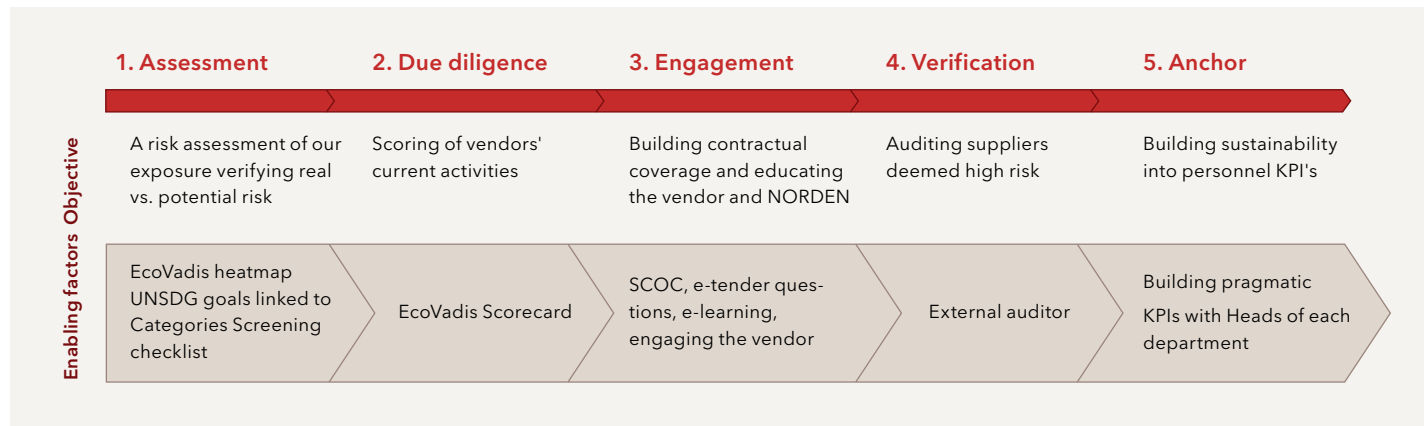 1. Assessment
2. Due diligence
3. Engagement
4. Verification
5. Anchor
Objective
A risk assessment of our
exposure verifying real
vs. potential risk
Scoring of vendors'
current activities
Building contractual
coverage and educating
the vendor and NORDEN
Auditing suppliers
deemed high risk
Building sustainability
into personnel KPI's
Enabling factors
EcoVadis heatmap
UNSDG goals linked to
Categories Screening
checklist
EcoVadis Scorecard
SCOC, e-tender ques-
tions, e-learning,
engaging the vendor
External auditor
Building pragmatic
KPIs with Heads of each
department